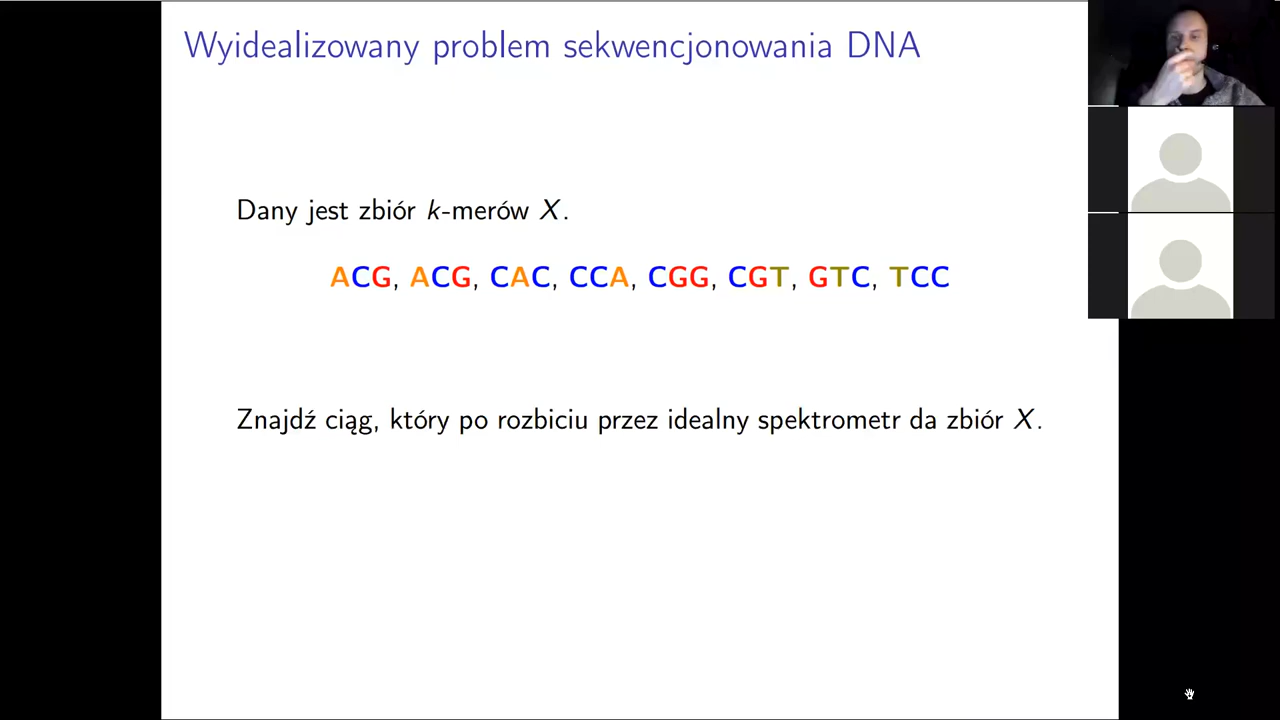 Wyidealizowany problem sekwencjonowania DNA
Dany jest zbiór k-merów X.
ACG, ACG, CAC, CCA, CGG, CGT, GTC, TCC
Znajdź ciąg, który po rozbiciu przez idealny spektrometr da zbiór X.